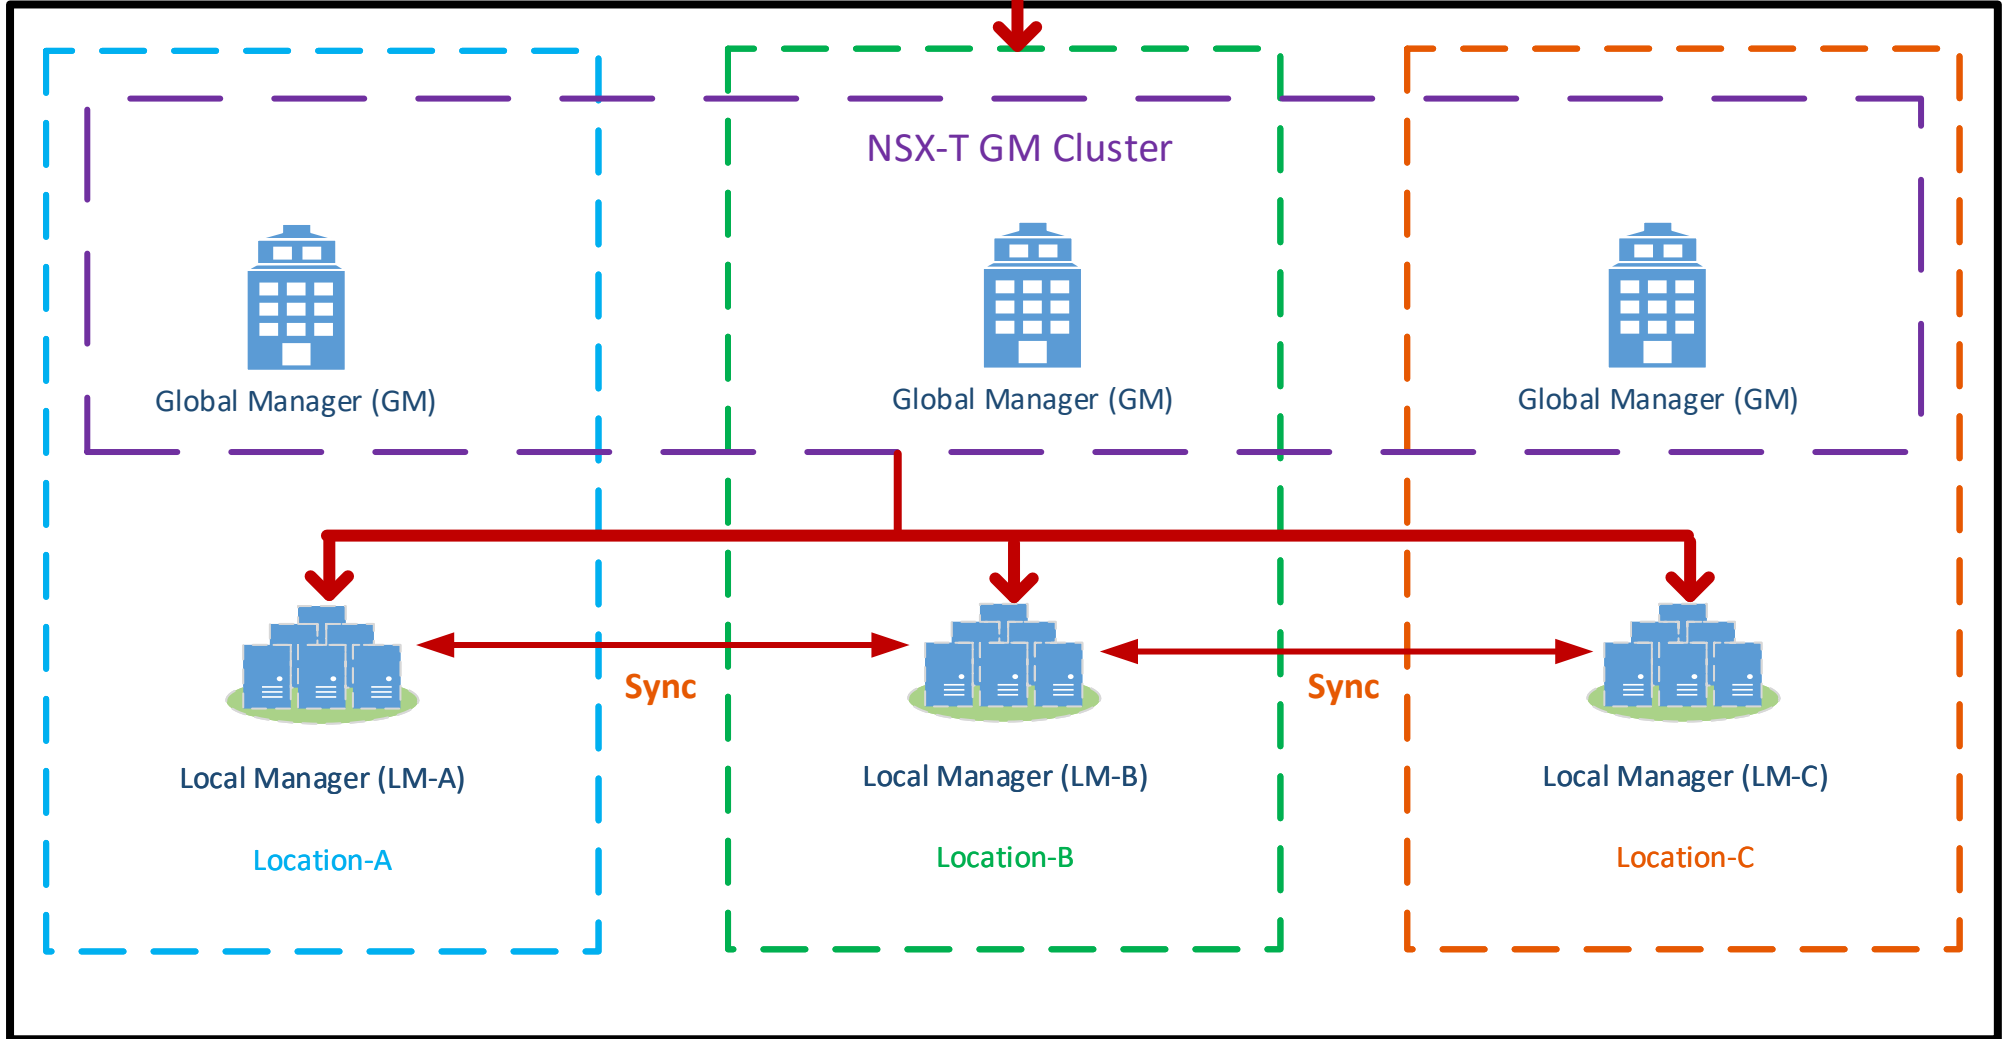 NSX-T GM Cluster
Global Manager (GM)
Global Manager (GM)
Global Manager (GM)
Sync
Sync
Local Manager (LM-A)
Local Manager (LM-B)
Local Manager (LM-C)
Location-A
Location-B
Location-C